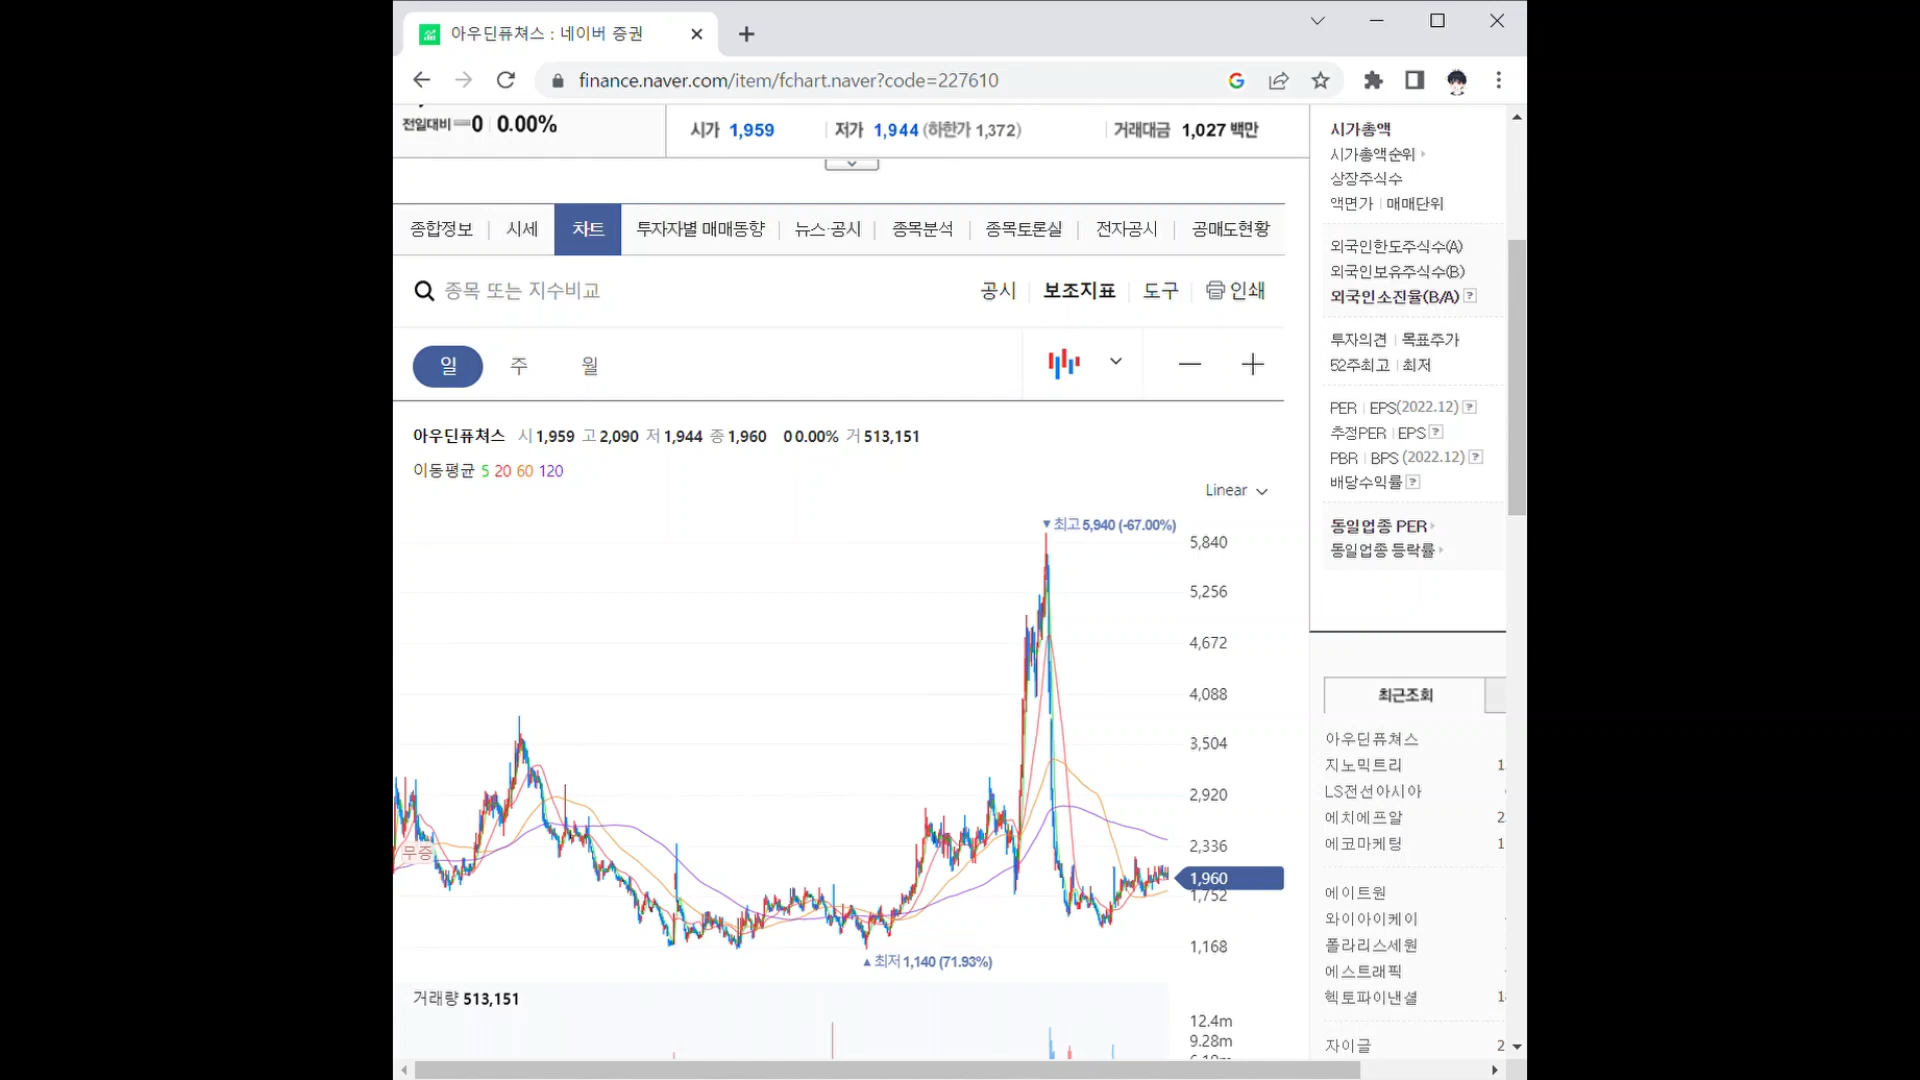 아우딘퓨쳐스 : 네이버 증권
finance.naver.com/item/fchart.naver?code=227610
전일대비 0 0.00%
시가 1,959 저가 1,944 (하한가 1,372) 거래대금 1,027 백만
종합정보 시세 차트 투자자별 매매동향 뉴스·공시 종목분석 종목토론실 전자공시 공매도현황
종목 또는 지수비교
공시 보조지표 도구 인쇄
일 주 월
아우딘퓨쳐스 시 1,959 고 2,090 저 1,944 종 1,960 0 0.00% 거 513,151
이동평균 5 20 60 120
Linear
▼최고 5,940 (-67.00%)
5,840
5,256
4,672
4,088
3,504
2,920
2,336
1,960
1,752
1,168
무증
▲최저 1,140 (71.93%)
거래량 513,151
12.4m
9.28m
시가총액
시가총액순위
상장주식수
액면가 매매단위
외국인한도주식수(A)
외국인보유주식수(B)
외국인소진율(B/A) ?
투자의견 목표주가
52주최고 최저
PER EPS(2022.12) ?
추정PER EPS ?
PBR BPS (2022.12) ?
배당수익률 ?
동일업종 PER
동일업종 등락률
최근조회
아우딘퓨쳐스
지노믹트리 1
LS전선아시아
에치에프알 2
에코마케팅 1
에이트원
와이아이케이
폴라리스세원
에스트래픽
헥토파이낸셜 1
자이글 2